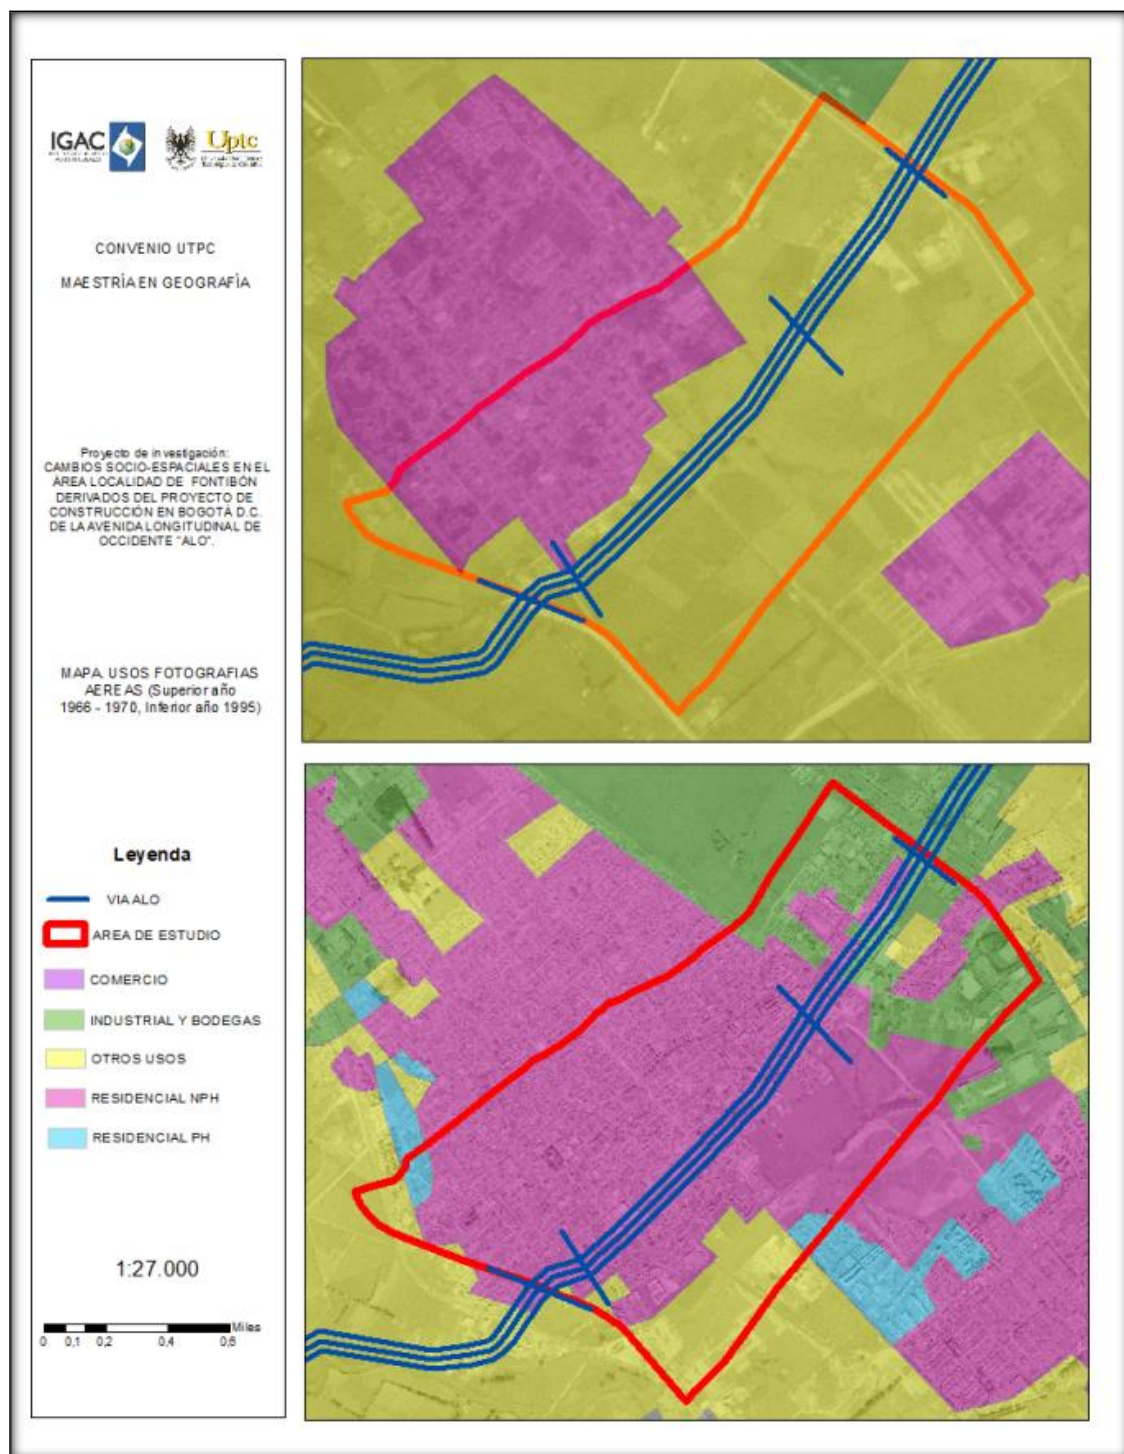 IGAC
Uptc
CONVENIO UTPC
MAESTRÍA EN GEOGRAFÍA
Proyecto de investigación:
CAMBIOS SOCIO-ESPACIALES EN EL
ÁREA LOCALIDAD DE FONTIBÓN
DERIVADOS DEL PROYECTO DE
CONSTRUCCIÓN EN BOGOTÁ D.C.
DE LA AVENIDA LONGITUDINAL DE
OCCIDENTE "ALO".
MAPA. USOS FOTOGRAFIAS
AEREAS (Superior año
1966 - 1970, Inferior año 1995)
Leyenda
VIA ALO
AREA DE ESTUDIO
COMERCIO
INDUSTRIAL Y BODEGAS
OTROS USOS
RESIDENCIAL NPH
RESIDENCIAL PH
1:27.000
Miles
0 0,1 0,2 0,4 0,6